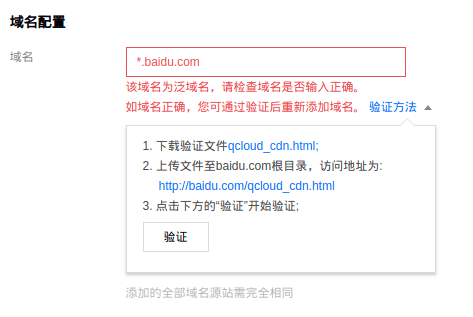 域名配置
域名
*.baidu.com
该域名为泛域名，请检查域名是否输入正确。
如域名正确，您可通过验证后重新添加域名。 验证方法
1. 下载验证文件qcloud_cdn.html;
2. 上传文件至baidu.com根目录，访问地址为:
http://baidu.com/qcloud_cdn.html
3. 点击下方的“验证”开始验证;
验证
添加的全部域名源站需完全相同